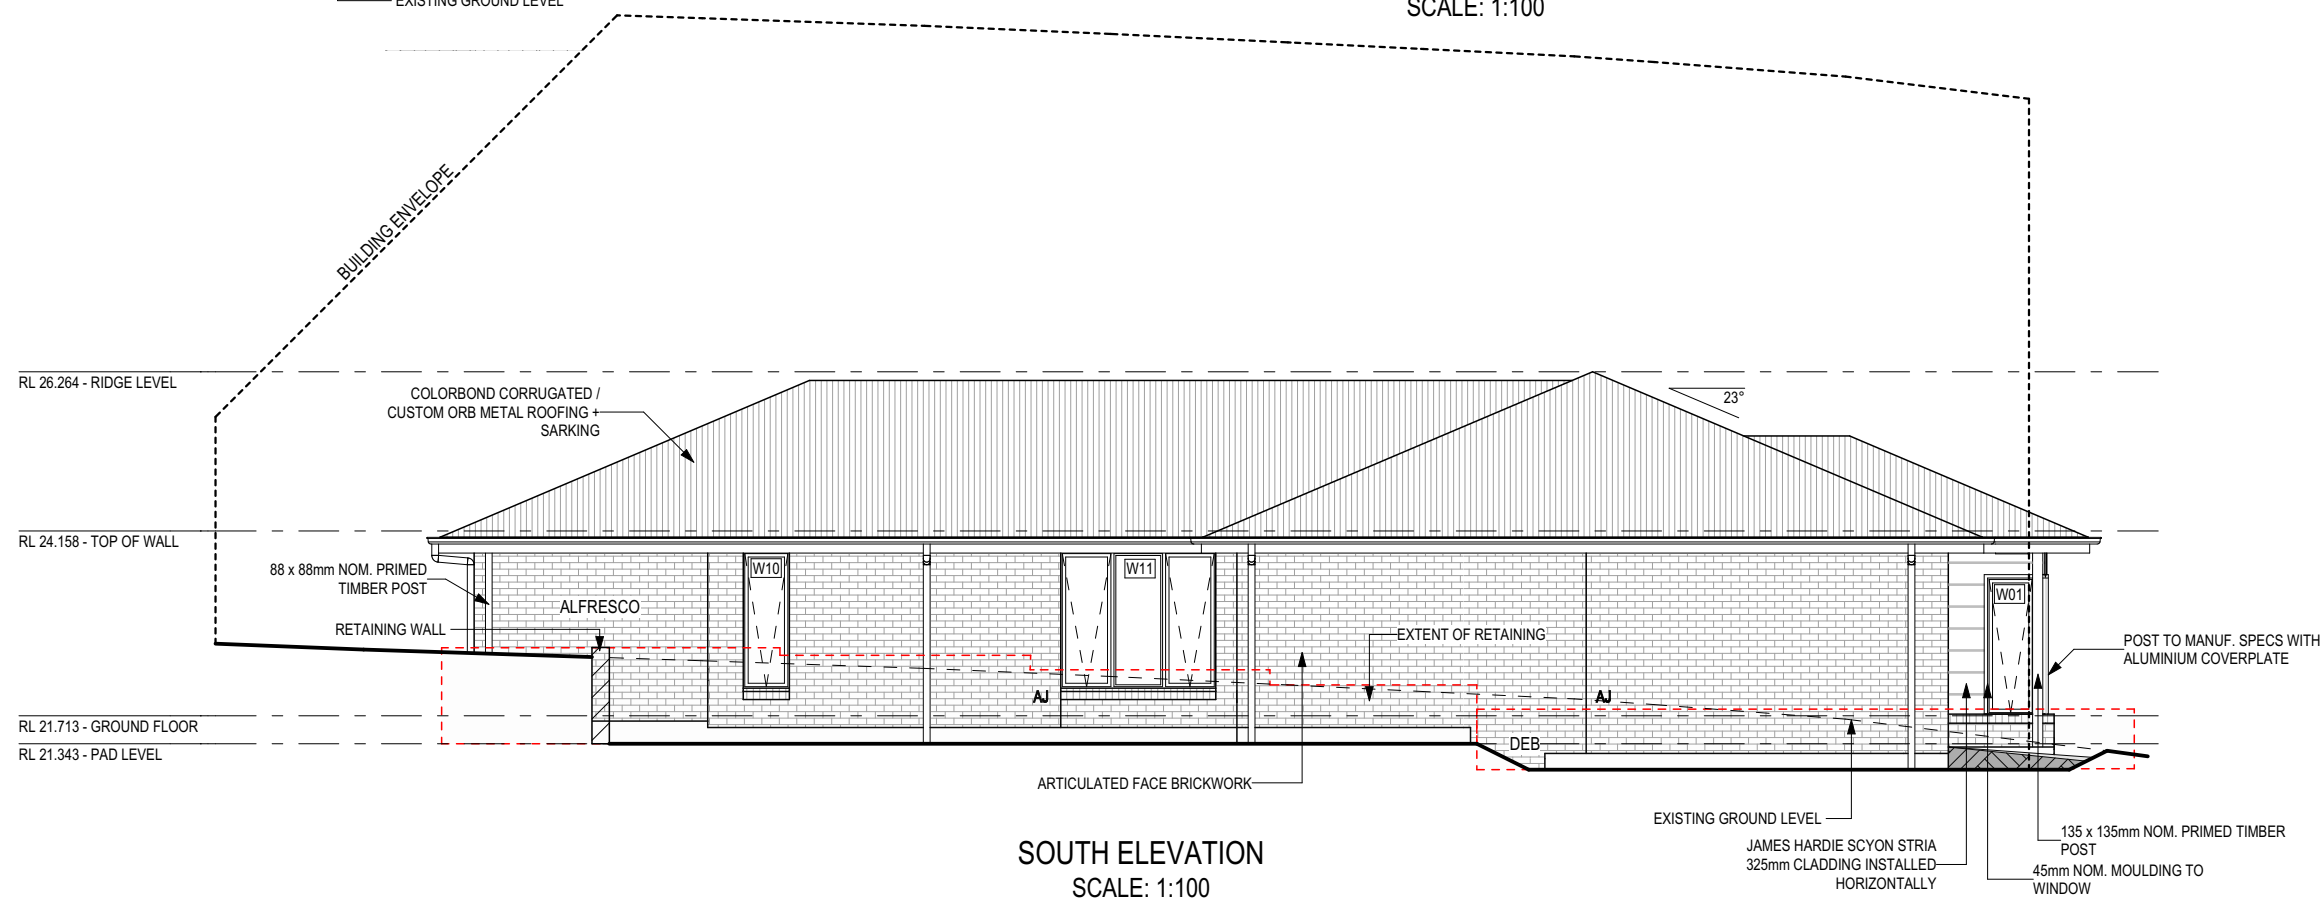 EXISTING GROUND LEVEL
SCALE: 1:100
BUILDING ENVELOPE
RL 26.264 - RIDGE LEVEL
COLORBOND CORRUGATED /
CUSTOM ORB METAL ROOFING +
SARKING
23°
RL 24.158 - TOP OF WALL
88 x 88mm NOM. PRIMED
TIMBER POST
W10
W11
W01
ALFRESCO
RETAINING WALL
EXTENT OF RETAINING
POST TO MANUF. SPECS WITH
ALUMINIUM COVERPLATE
AJ
AJ
RL 21.713 - GROUND FLOOR
RL 21.343 - PAD LEVEL
DEB
ARTICULATED FACE BRICKWORK
EXISTING GROUND LEVEL
JAMES HARDIE SCYON STRIA
325mm CLADDING INSTALLED
HORIZONTALLY
135 x 135mm NOM. PRIMED TIMBER
POST
45mm NOM. MOULDING TO
WINDOW
SOUTH ELEVATION
SCALE: 1:100